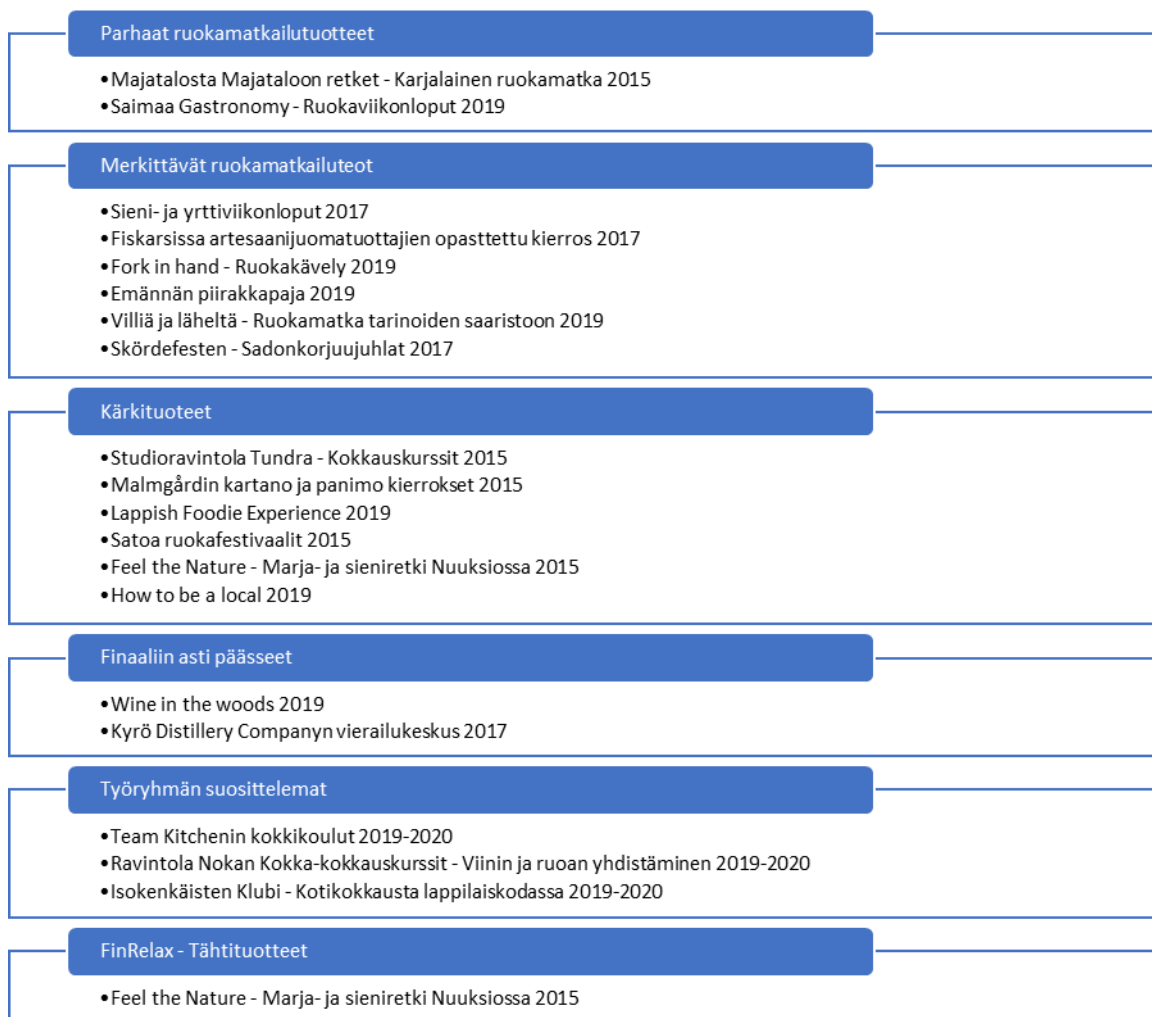 Parhaat ruokamatkailutuotteet
•Majatalosta Majataloon retket - Karjalainen ruokamatka 2015
•Saimaa Gastronomy - Ruokaviikonloput 2019
Merkittävät ruokamatkailuteot
•Sieni- ja yrttiviikonloput 2017
•Fiskarsissa artesaanijuomatuottajien opasttettu kierros 2017
•Fork in hand - Ruokakävely 2019
•Emännän piirakkapaja 2019
•Villiä ja läheltä - Ruokamatka tarinoiden saaristoon 2019
•Skördefesten - Sadonkorjuujuhlat 2017
Kärkituoteet
•Studioravintola Tundra - Kokkauskurssit 2015
•Malmgårdin kartano ja panimo kierrokset 2015
•Lappish Foodie Experience 2019
•Satoa ruokafestivaalit 2015
•Feel the Nature - Marja- ja sieniretki Nuuksiossa 2015
•How to be a local 2019
Finaaliin asti päässeet
•Wine in the woods 2019
•Kyrö Distillery Companyn vierailukeskus 2017
Työryhmän suosittelemat
•Team Kitchenin kokkikoulut 2019-2020
•Ravintola Nokan Kokka-kokkauskurssit - Viinin ja ruoan yhdistäminen 2019-2020
•Isokenkäisten Klubi - Kotikokkausta lappilaiskodassa 2019-2020
FinRelax - Tähtituotteet
•Feel the Nature - Marja- ja sieniretki Nuuksiossa 2015